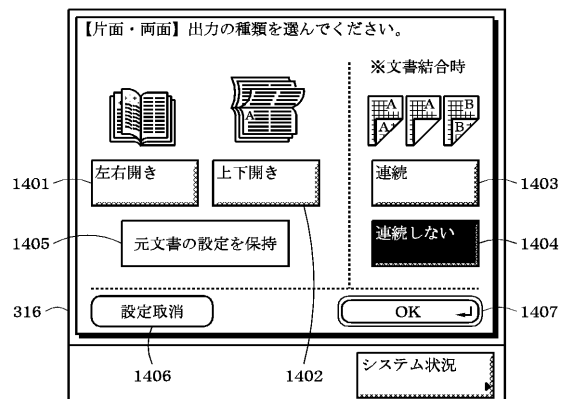 【片面・両面】出力の種類を選んでください。
※文書結合時
A
A
A
A
B
B
左右開き
上下開き
連続
1401
1403
元文書の設定を保持
連続しない
1405
1404
設定取消
OK
316
1407
1406
1402
システム状況